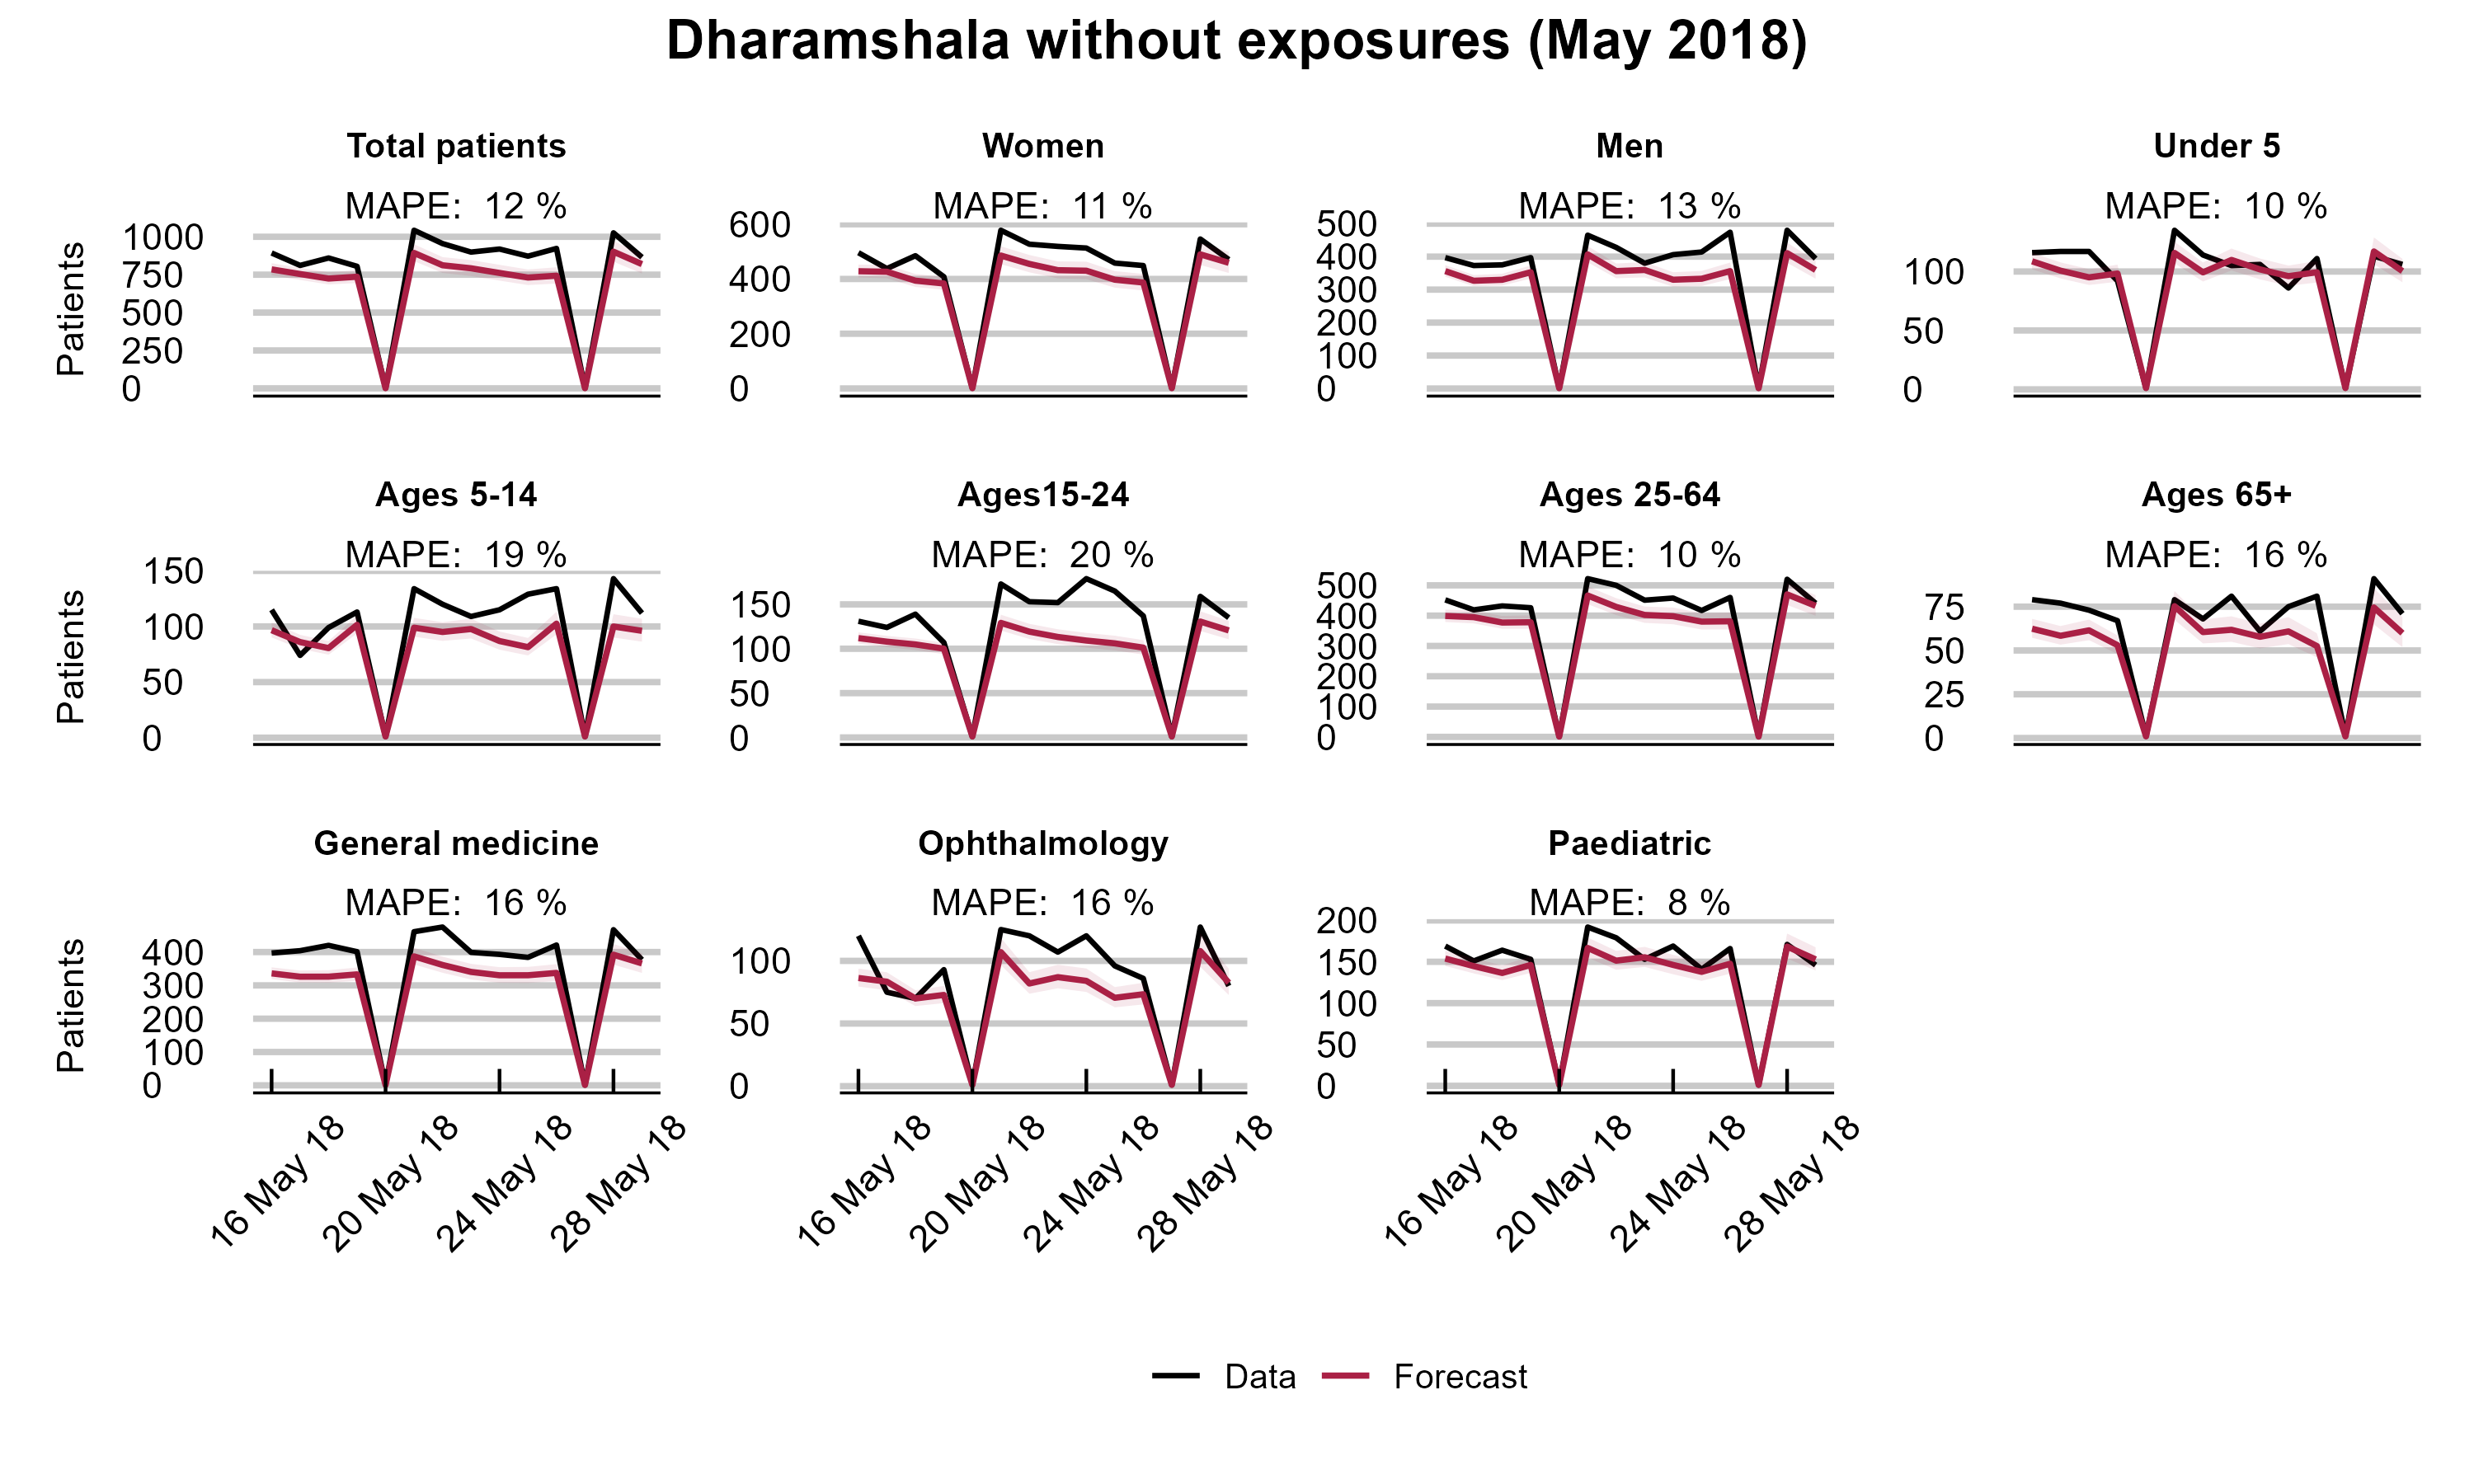 Dharamshala without exposures (May 2018)
Total patients
MAPE: 12 %
Patients
1000
750
500
250
0
Women
MAPE: 11 %
600
400
200
0
Men
MAPE: 13 %
500
400
300
200
100
0
Under 5
MAPE: 10 %
100
50
0
Ages 5-14
MAPE: 19 %
Patients
150
100
50
0
Ages15-24
MAPE: 20 %
150
100
50
0
Ages 25-64
MAPE: 10 %
500
400
300
200
100
0
Ages 65+
MAPE: 16 %
75
50
25
0
General medicine
MAPE: 16 %
Patients
400
300
200
100
0
16 May 18
20 May 18
24 May 18
28 May 18
Ophthalmology
MAPE: 16 %
100
50
0
16 May 18
20 May 18
24 May 18
28 May 18
Paediatric
MAPE: 8 %
200
150
100
50
0
16 May 18
20 May 18
24 May 18
28 May 18
Data
Forecast